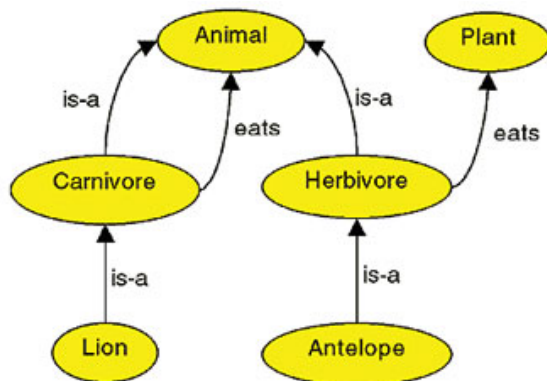 Animal
Plant
is-a
is-a
eats
eats
Carnivore
Herbivore
is-a
is-a
Lion
Antelope